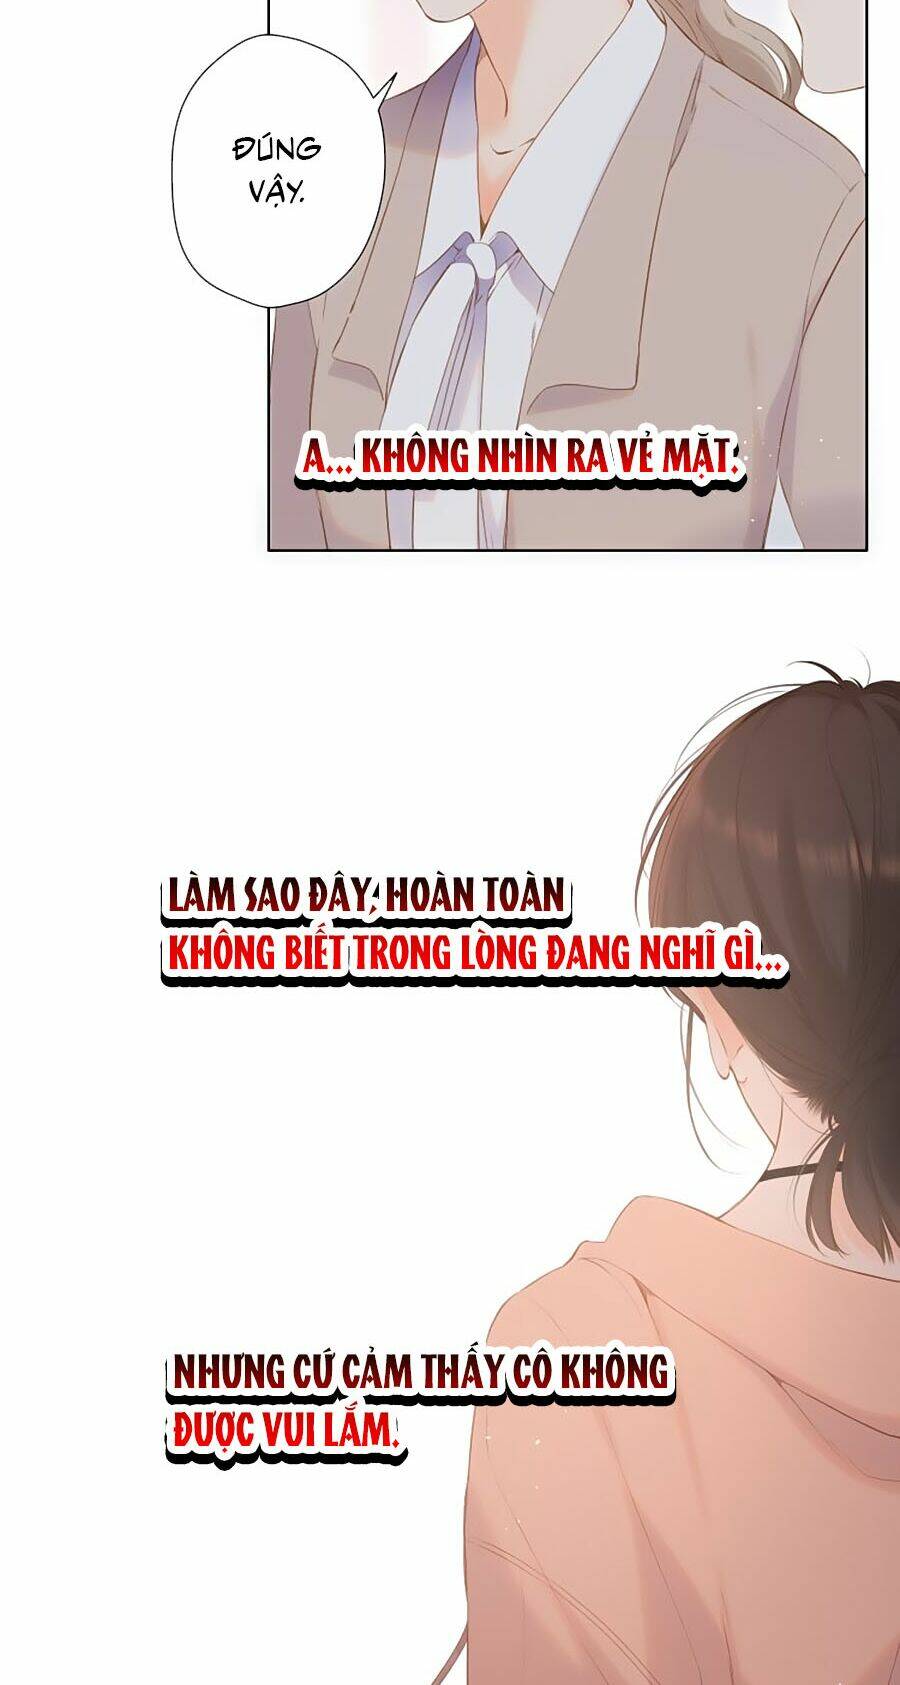 ĐÚNG
VẬY.
A... KHÔNG NHÌN RA VẺ MẶT.
LÀM SAO ĐÂY, HOÀN TOÀN
KHÔNG BIẾT TRONG LÒNG ĐANG NGHĨ GÌ...
NHƯNG CỨ CẢM THẤY CÔ KHÔNG
ĐƯỢC VUI LẮM.